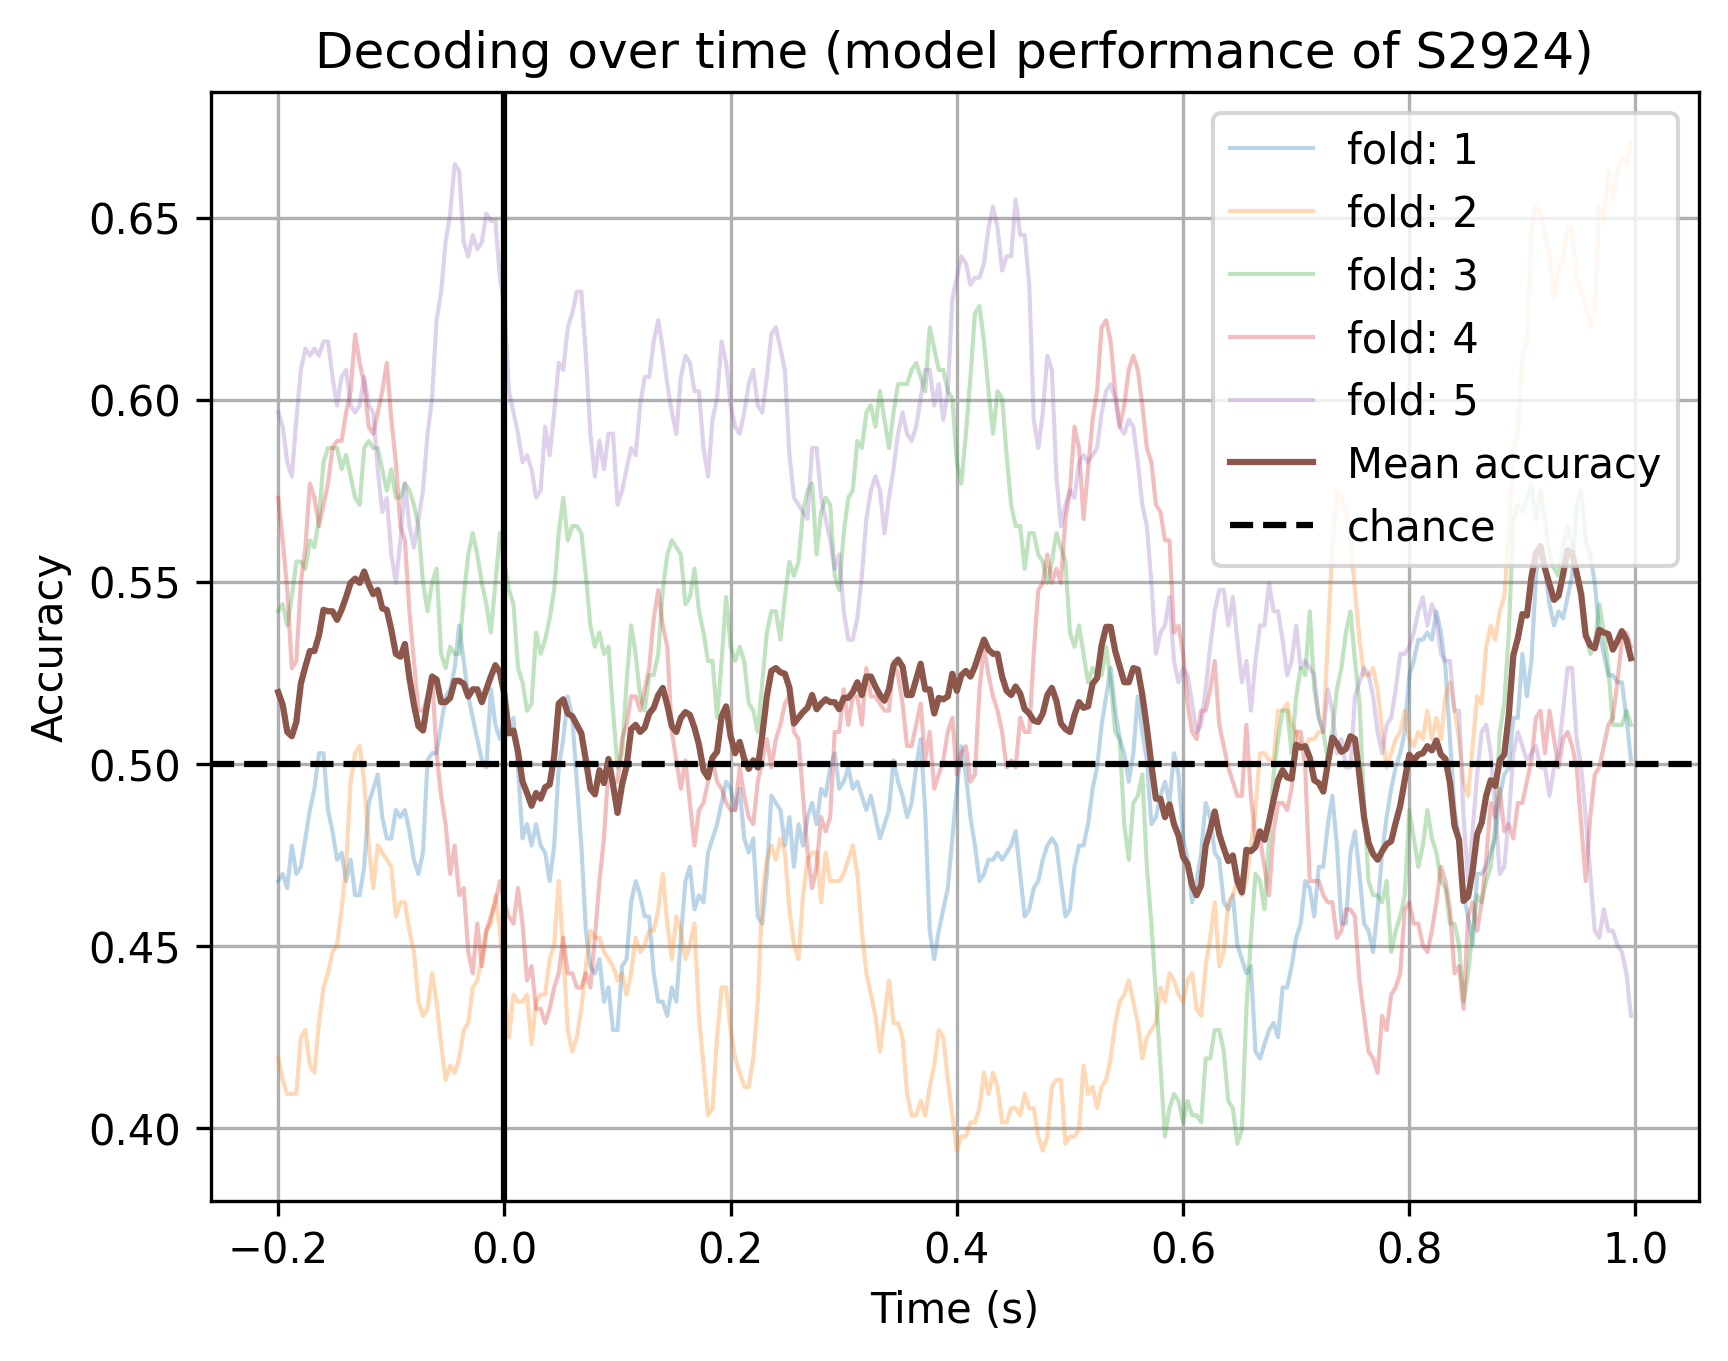 Decoding over time (model performance of S2924)
fold: 1
fold: 2
fold: 3
fold: 4
fold: 5
Mean accuracy
chance
Accuracy
0.65
0.60
0.55
0.50
0.45
0.40
−0.2 0.0 0.2 0.4 0.6 0.8 1.0
Time (s)